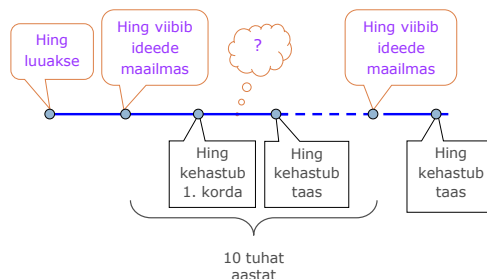 Hing
luuakse
Hing viibib
ideede
maailmas
?
Hing viibib
ideede
maailmas
Hing
kehastub
1. korda
Hing
kehastub
taas
Hing
kehastub
taas
10 tuhat
aastat